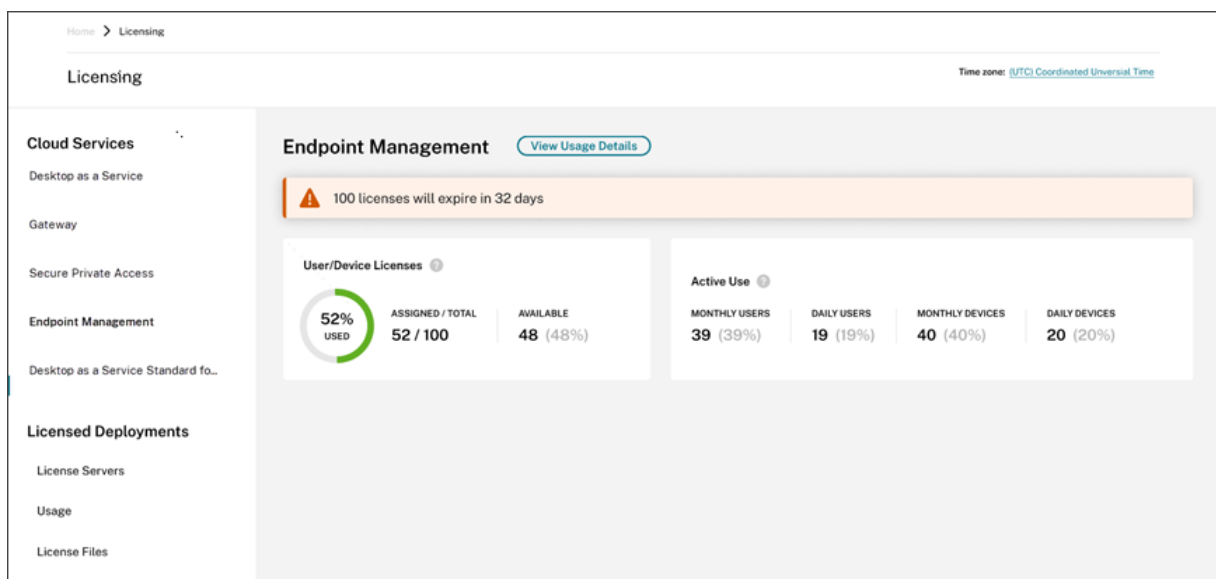 Home > Licensing
Licensing
Time zone: (UTC) Coordinated Unversial Time
Cloud Services
Desktop as a Service
Gateway
Secure Private Access
Endpoint Management
Desktop as a Service Standard fo...
Licensed Deployments
License Servers
Usage
License Files
Endpoint Management
View Usage Details
100 licenses will expire in 32 days
User/Device Licenses ?
52%
USED
ASSIGNED / TOTAL
52 / 100
AVAILABLE
48 (48%)
Active Use ?
MONTHLY USERS
39 (39%)
DAILY USERS
19 (19%)
MONTHLY DEVICES
40 (40%)
DAILY DEVICES
20 (20%)